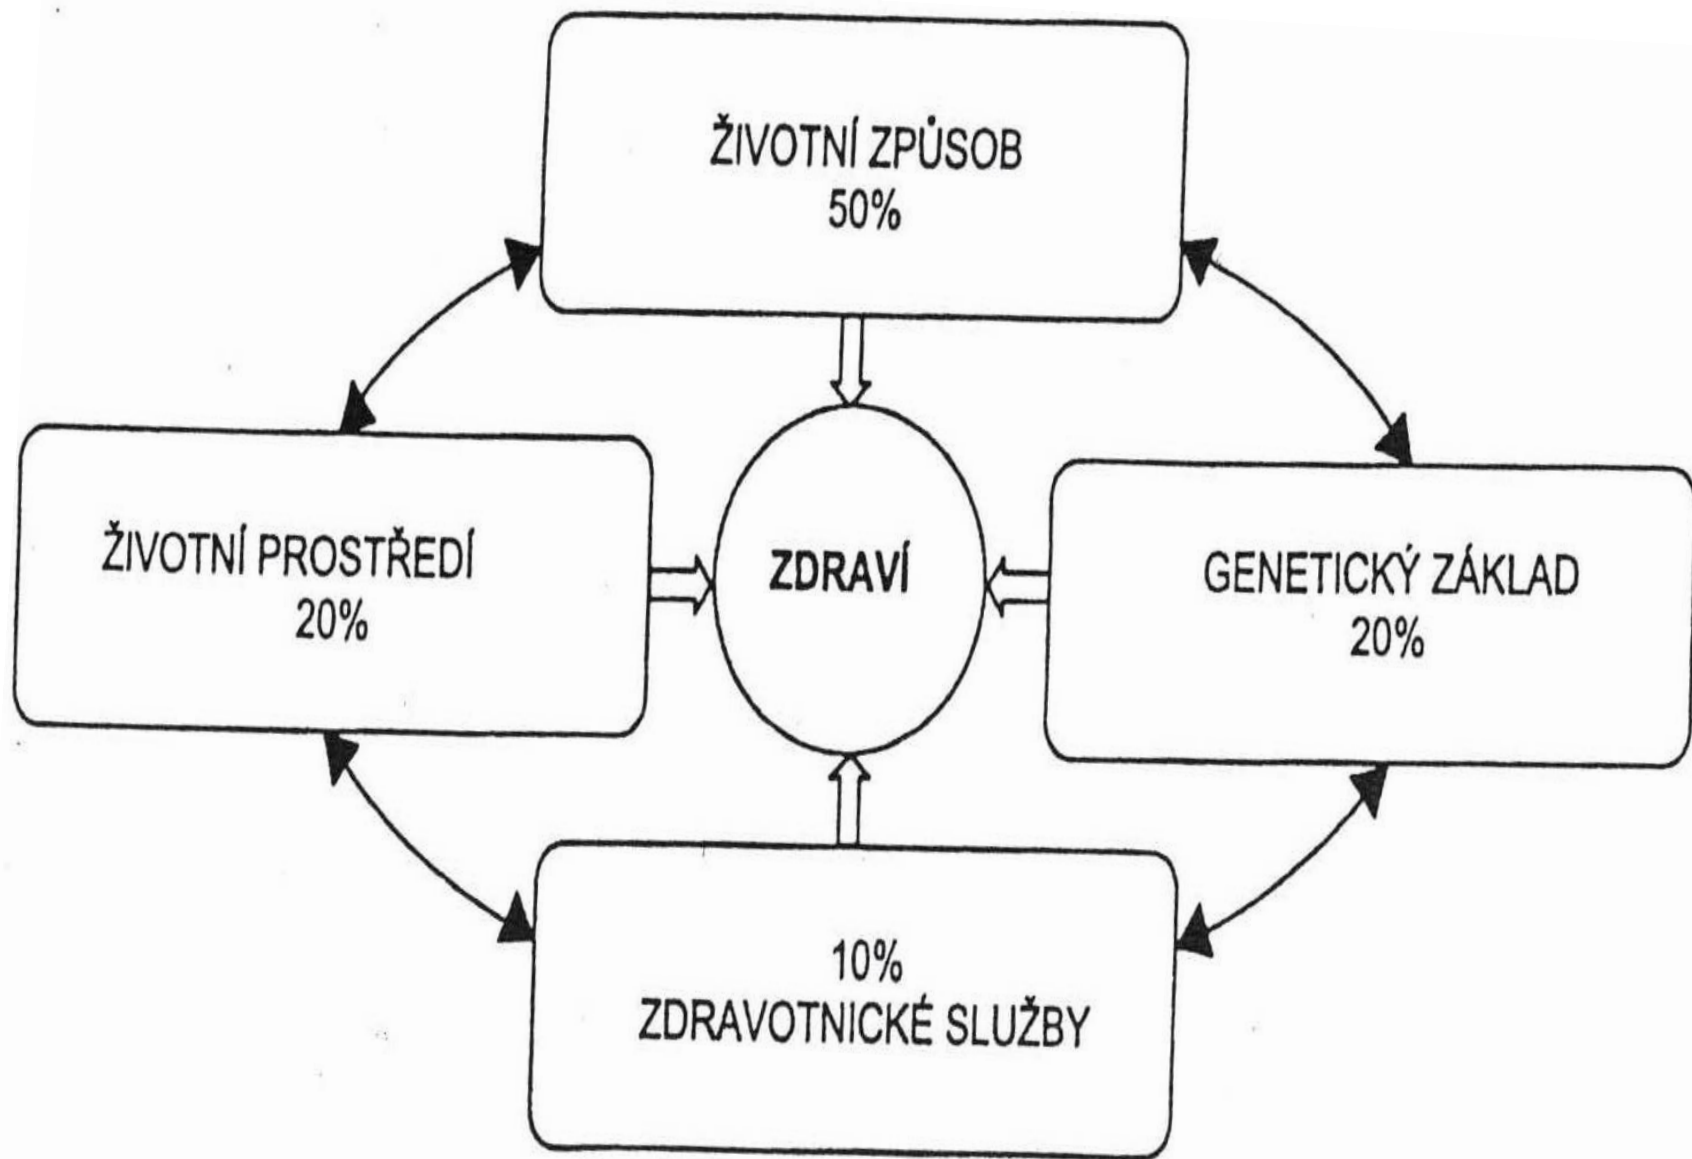 ŽIVOTNÍ ZPŮSOB
50%
ŽIVOTNÍ PROSTŘEDÍ
20%
ZDRAVÍ
GENETICKÝ ZÁKLAD
20%
10%
ZDRAVOTNICKÉ SLUŽBY